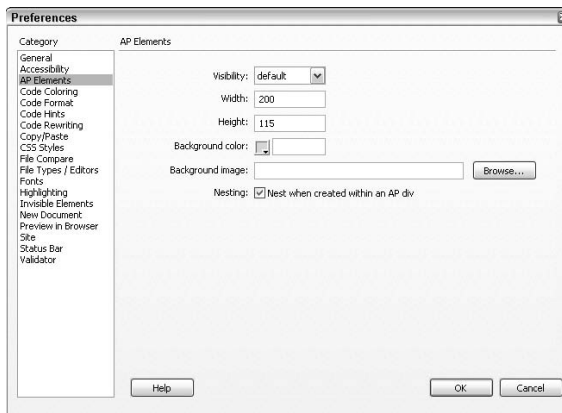 Preferences
Category
AP Elements
General
Accessibility
AP Elements
Code Coloring
Code Format
Code Hints
Code Rewriting
Copy/Paste
CSS Styles
File Compare
File Types / Editors
Fonts
Highlighting
Invisible Elements
New Document
Preview in Browser
Site
Status Bar
Validator
Visibility: default
Width: 200
Height: 115
Background color:
Background image: Browse...
Nesting: Nest when created within an AP div
Help OK Cancel